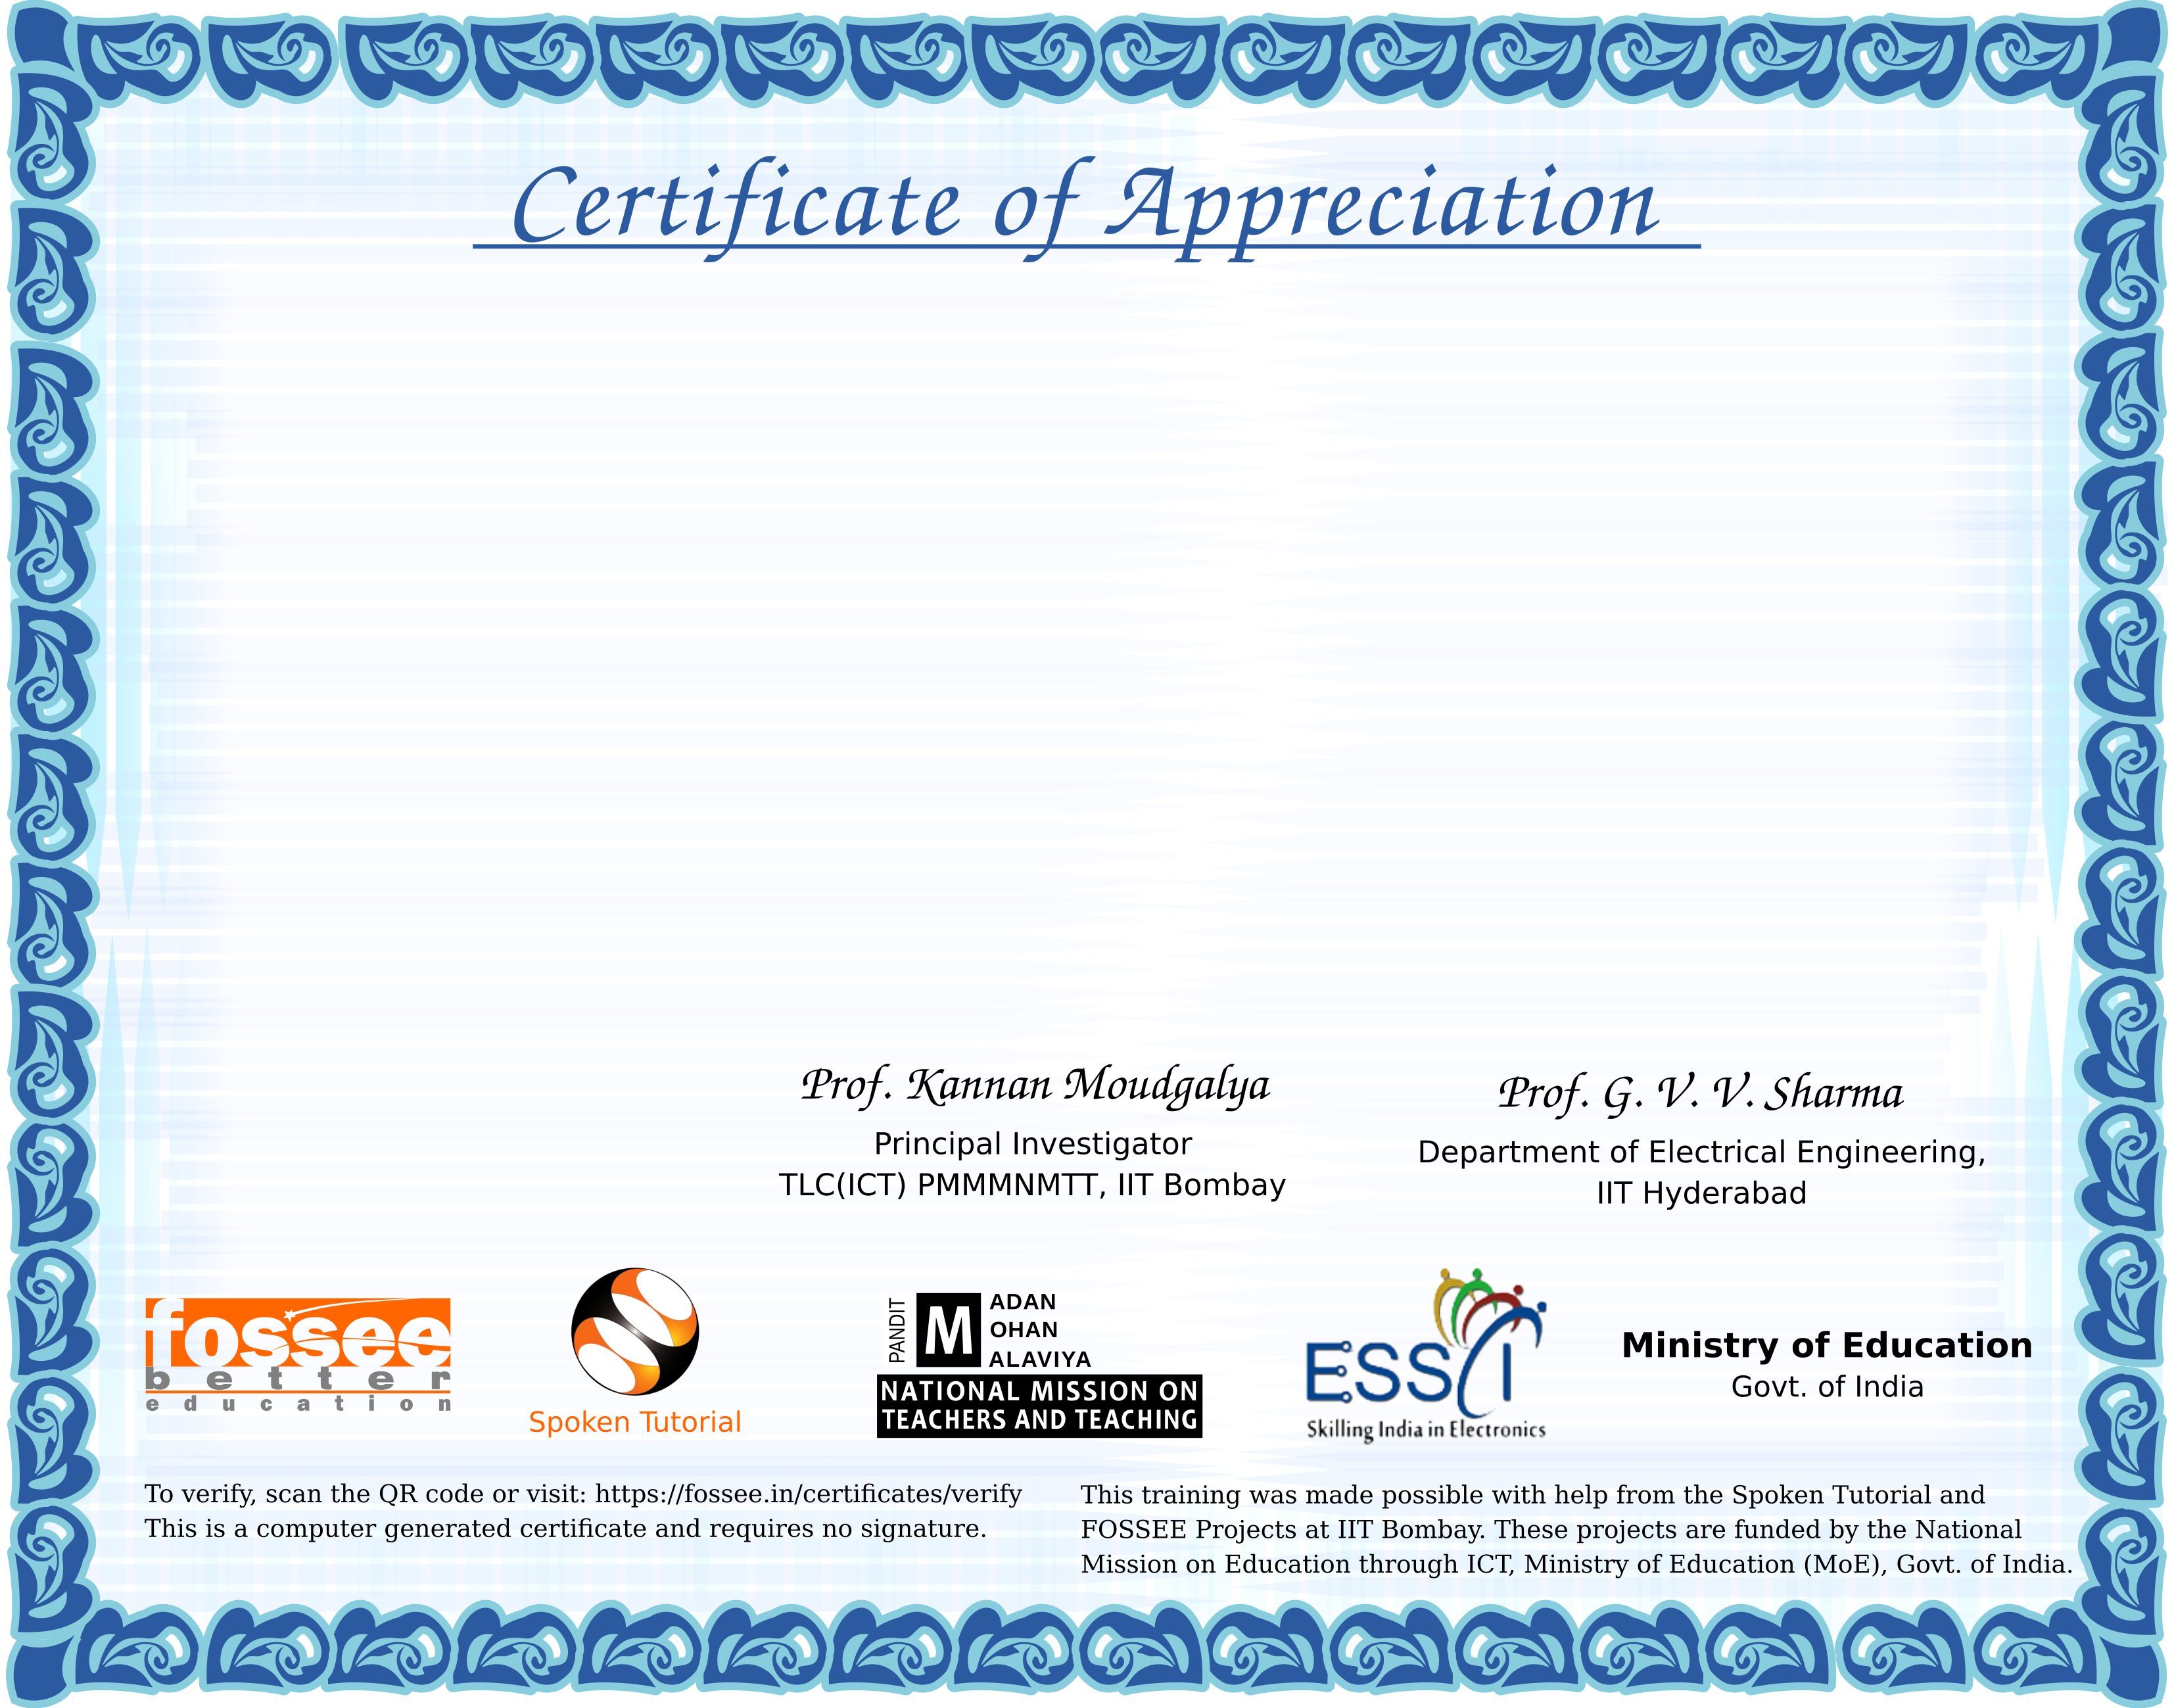 Certificate of Appreciation
Prof. Kannan Moudgalya
Principal Investigator
TLC(ICT) PMMMNMTT, IIT Bombay
Prof. G. V. V. Sharma
Department of Electrical Engineering,
IIT Hyderabad
fossee
better
education
Spoken Tutorial
PANDIT
M
ADAN
OHAN
ALAVIYA
NATIONAL MISSION ON
TEACHERS AND TEACHING
ESSCI
Skilling India in Electronics
Ministry of Education
Govt. of India
To verify, scan the QR code or visit: https://fossee.in/certificates/verify
This is a computer generated certificate and requires no signature.
This training was made possible with help from the Spoken Tutorial and
FOSSEE Projects at IIT Bombay. These projects are funded by the National
Mission on Education through ICT, Ministry of Education (MoE), Govt. of India.